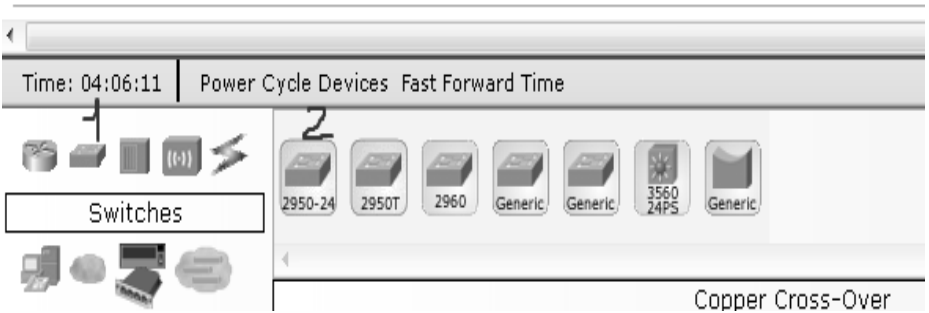 Time: 04:06:11 Power Cycle Devices Fast Forward Time
1 2
2950-24 2950T 2960 Generic Generic 3560 24PS Generic
Switches
Copper Cross-Over